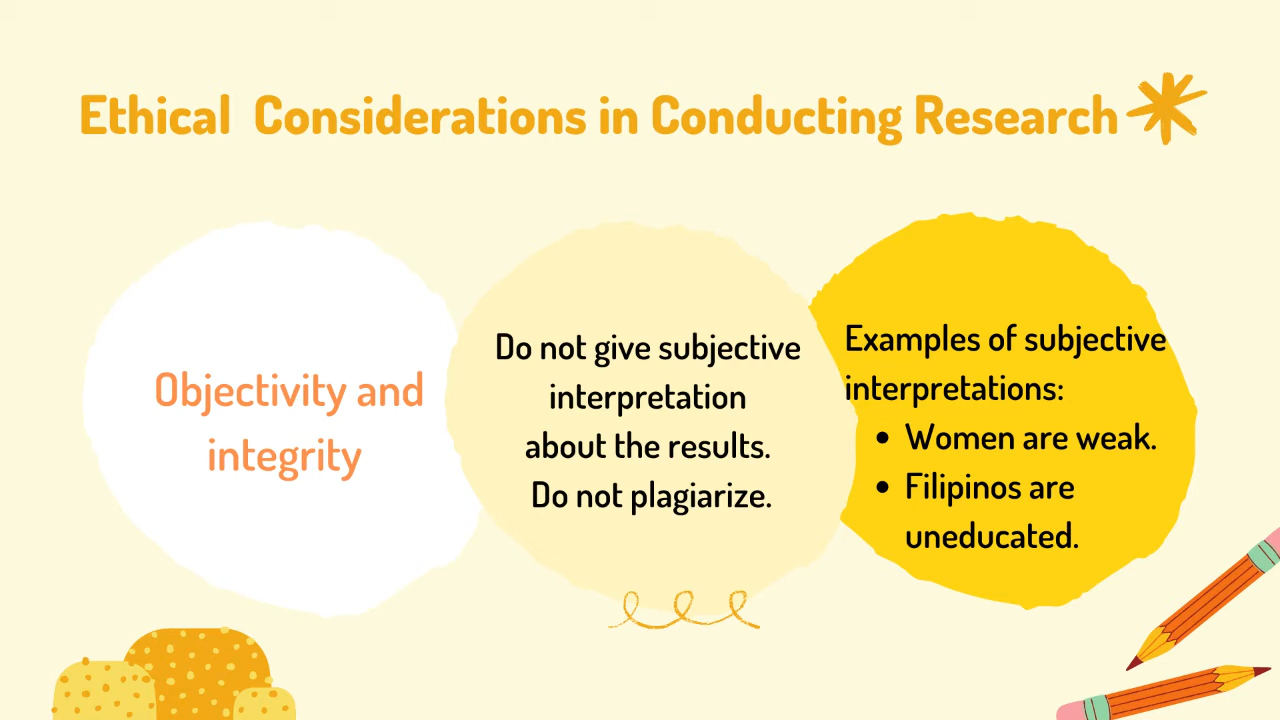 Ethical Considerations in Conducting Research
Objectivity and
integrity
Do not give subjective
interpretation
about the results.
Do not plagiarize.
Examples of subjective
interpretations:
• Women are weak.
• Filipinos are
uneducated.